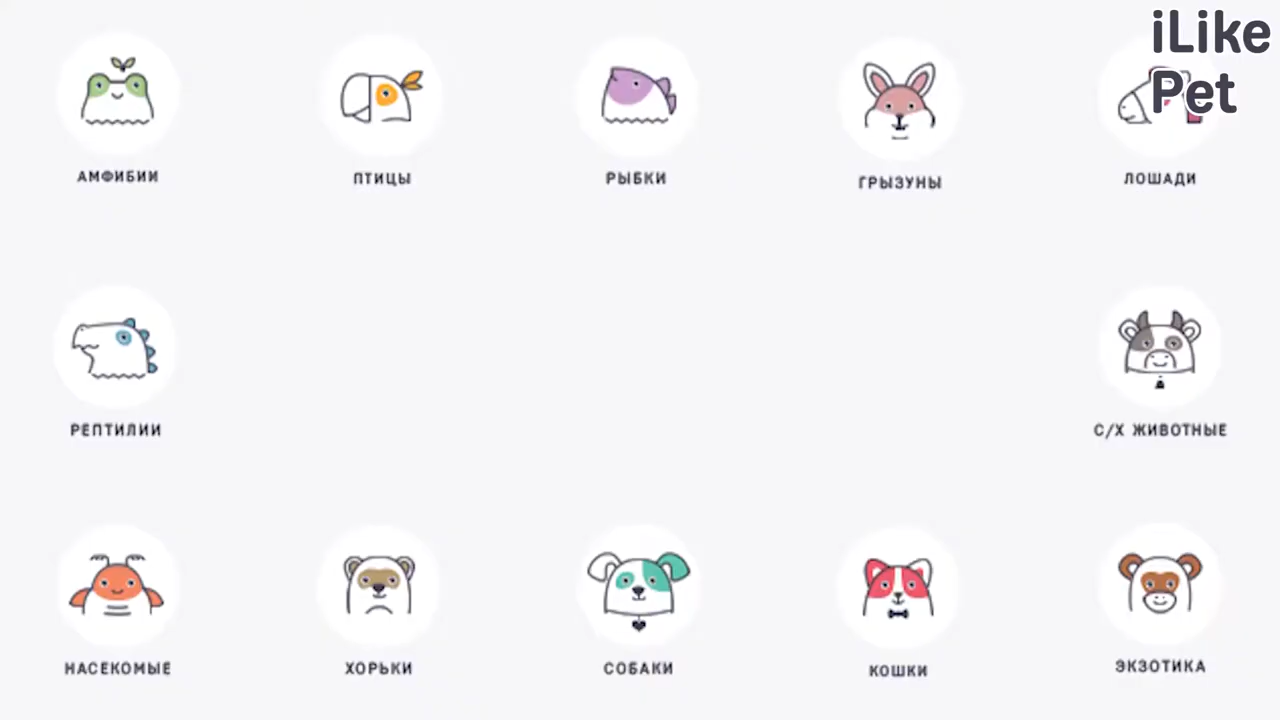 iLike
Pet
АМФИБИИ
ПТИЦЫ
РЫБКИ
ГРЫЗУНЫ
ЛОШАДИ
РЕПТИЛИИ
С/Х ЖИВОТНЫЕ
НАСЕКОМЫЕ
ХОРЬКИ
СОБАКИ
КОШКИ
ЭКЗОТИКА